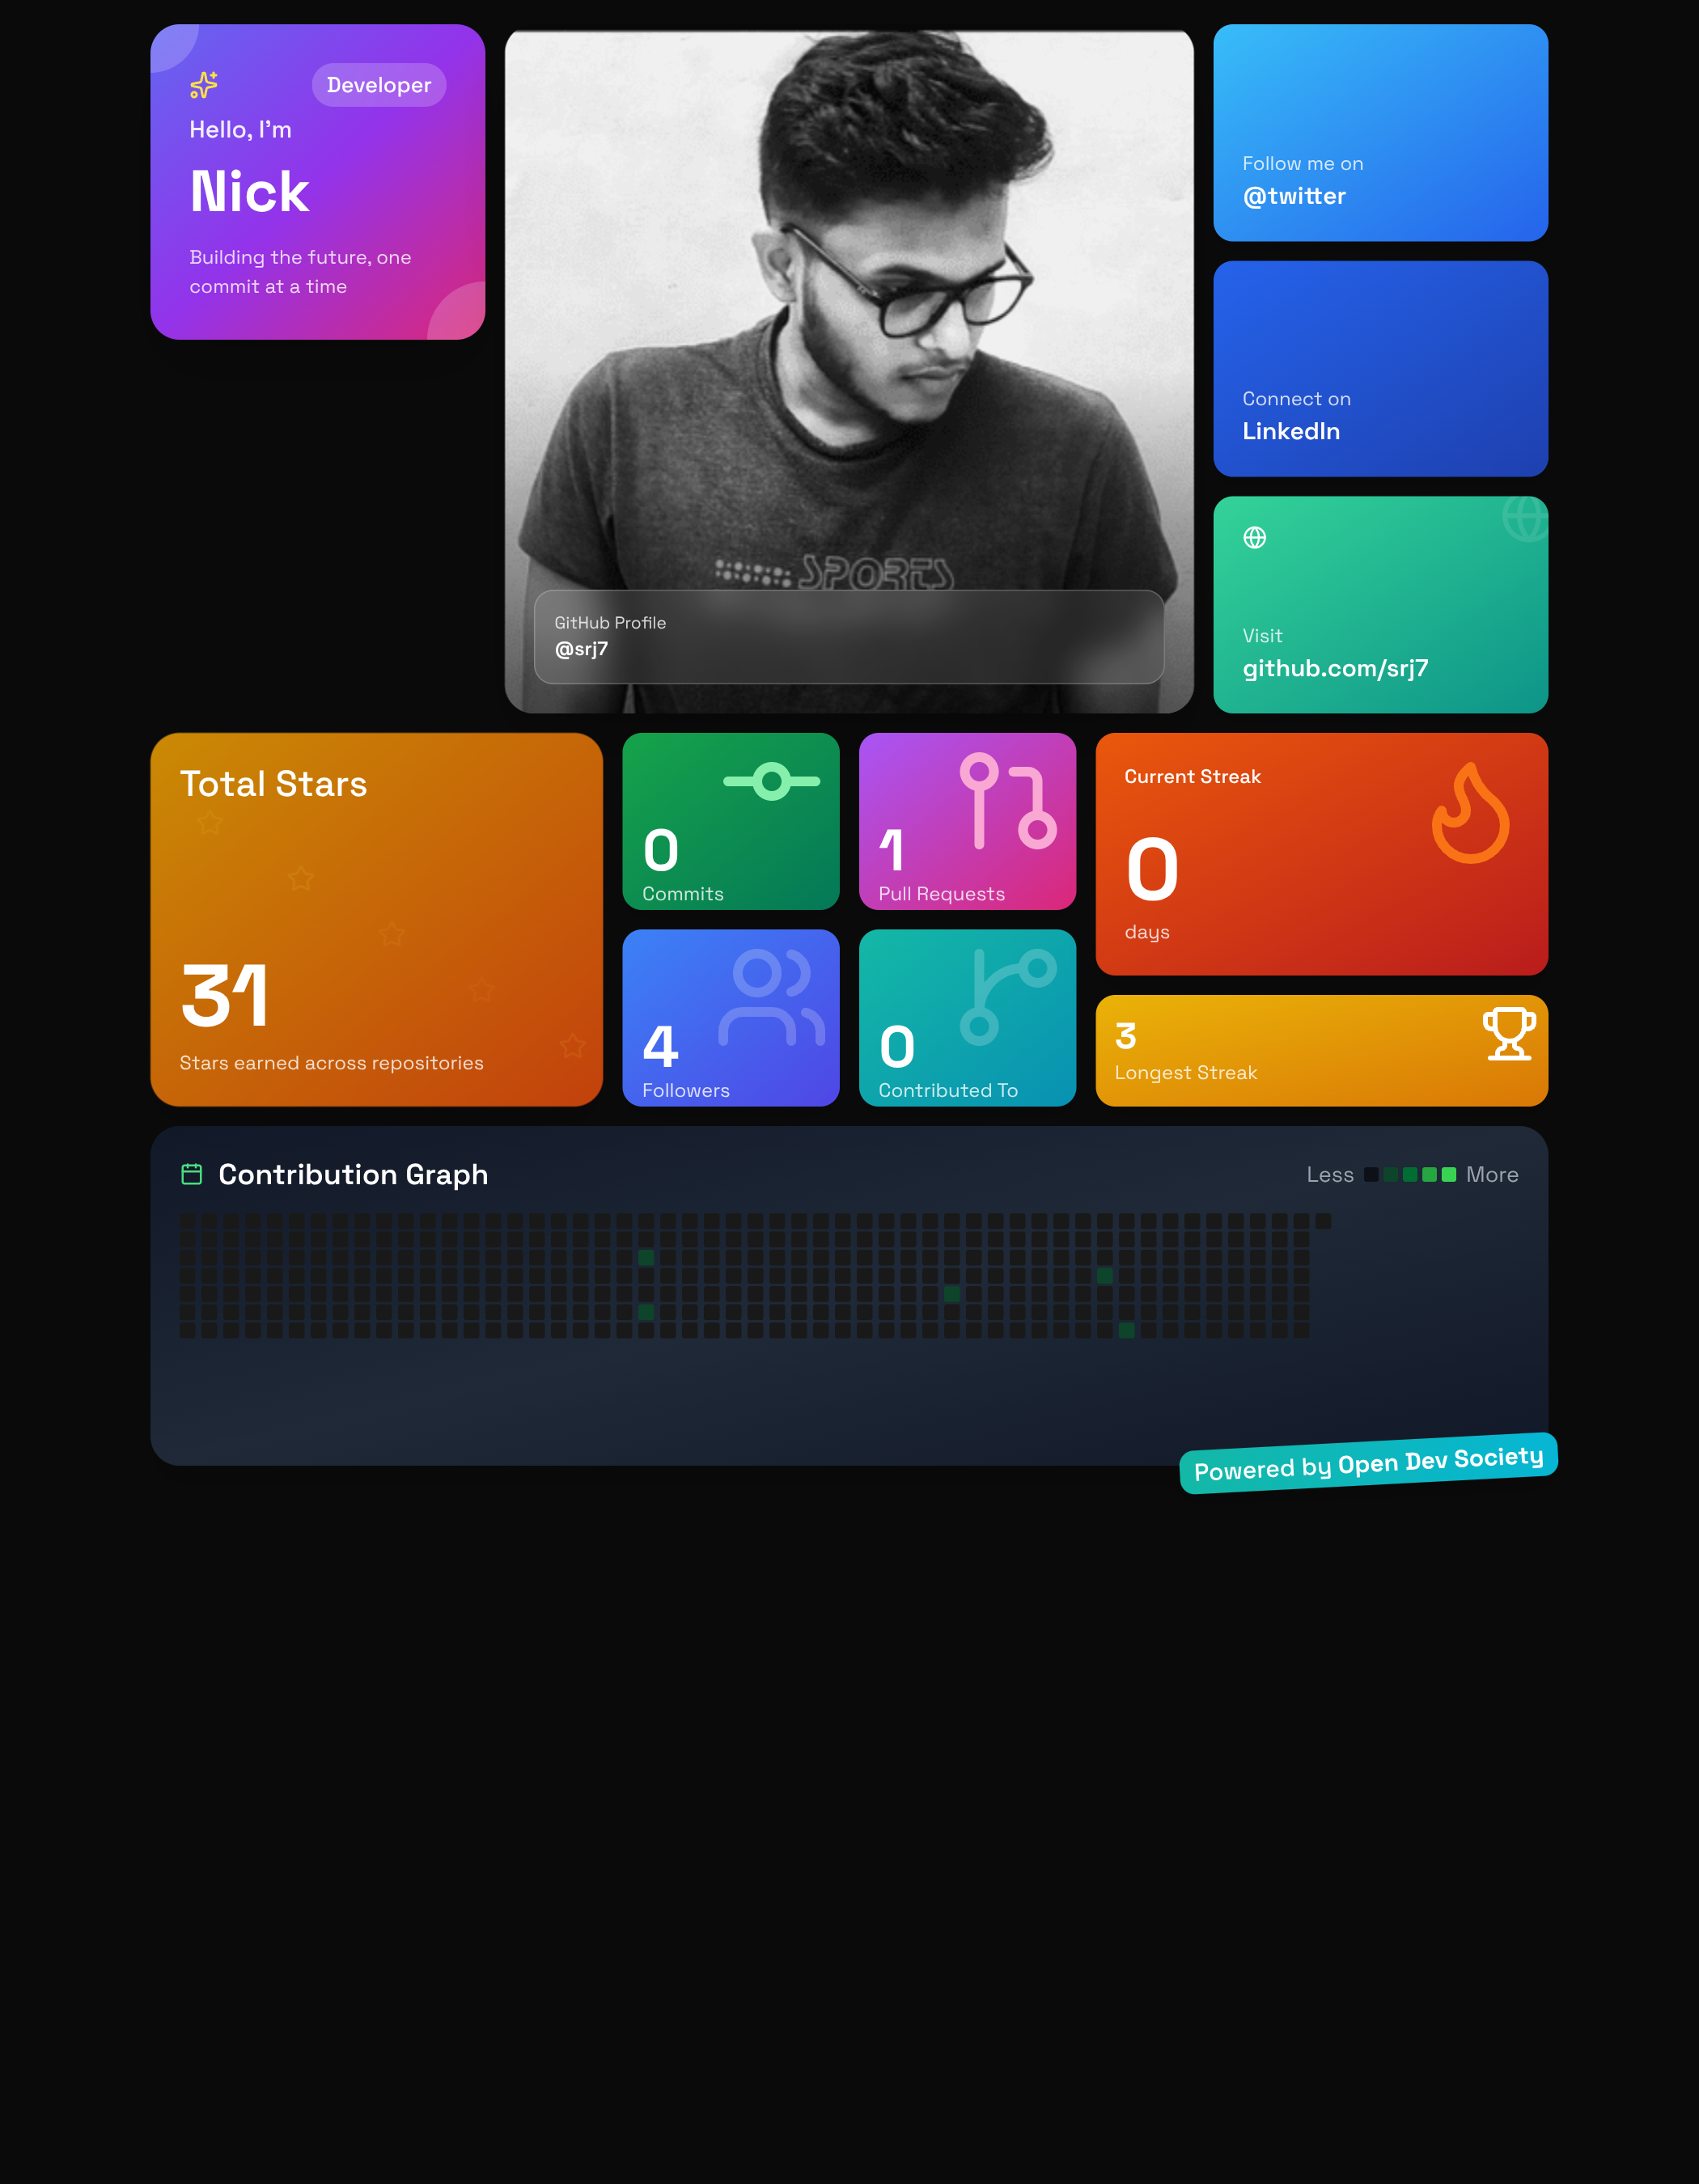 Developer
Hello, I'm
Nick
Building the future, one
commit at a time
SPORTS
GitHub Profile
@srj7
Follow me on
@twitter
Connect on
LinkedIn
Visit
github.com/srj7
Total Stars
31
Stars earned across repositories
0
Commits
1
Pull Requests
4
Followers
0
Contributed To
Current Streak
0
days
3
Longest Streak
Contribution Graph
Less More
Powered by Open Dev Society